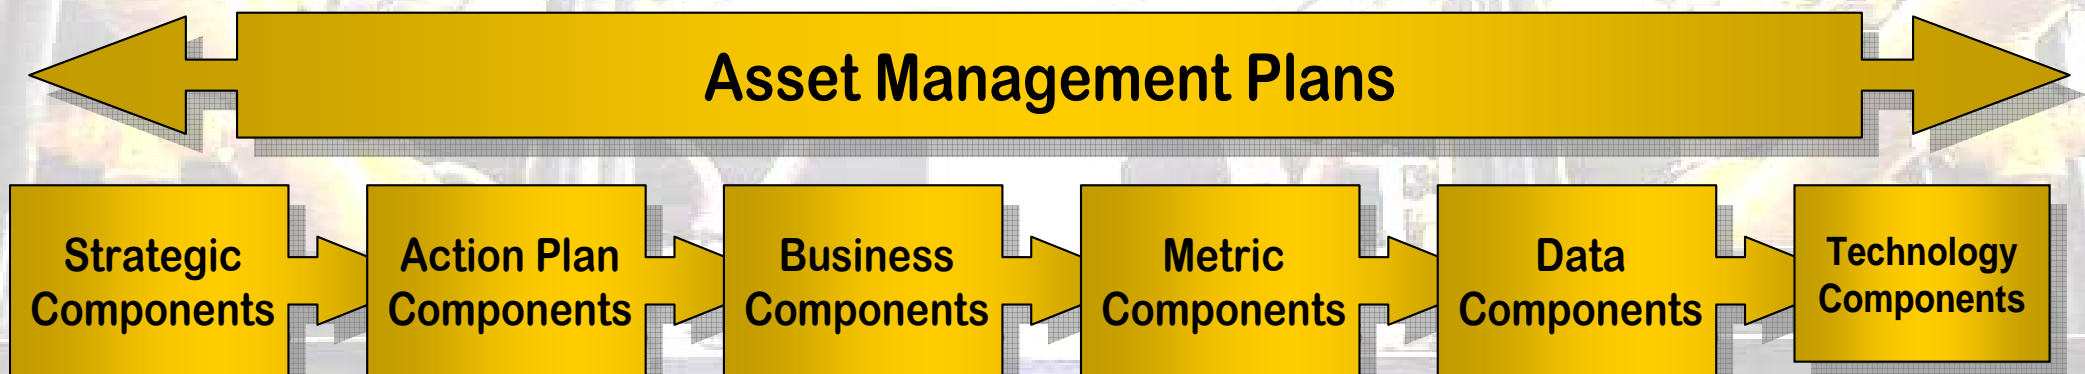 Asset Management Plans
Strategic
Components
Action Plan
Components
Business
Components
Metric
Components
Data
Components
Technology
Components